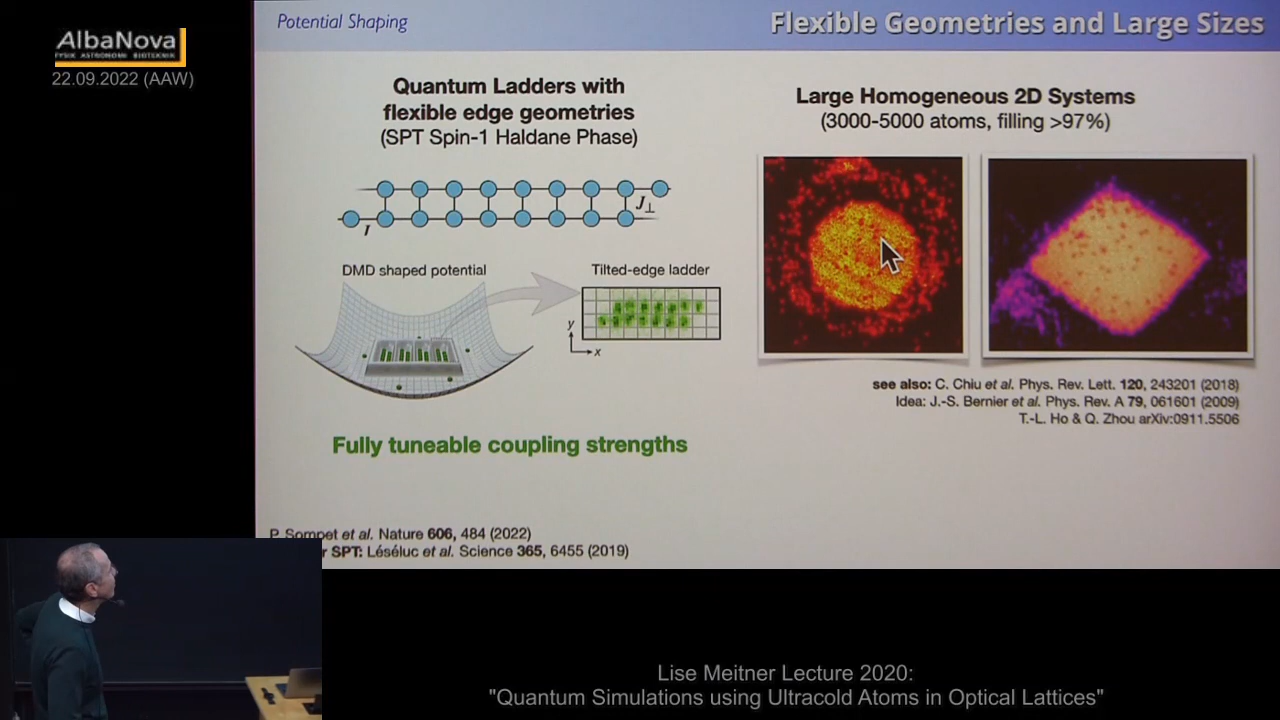 AlbaNova
FYSIK ASTRONOMI BIOTEKNIK
22.09.2022 (AAW)
Potential Shaping
Flexible Geometries and Large Sizes
Quantum Ladders with
flexible edge geometries
(SPT Spin-1 Haldane Phase)
J⊥
J
DMD shaped potential
Tilted-edge ladder
y
x
Fully tuneable coupling strengths
P. Sompet et al. Nature 606, 484 (2022)
SPT: Léséluc et al. Science 365, 6455 (2019)
Large Homogeneous 2D Systems
(3000-5000 atoms, filling >97%)
see also: C. Chiu et al. Phys. Rev. Lett. 120, 243201 (2018)
Idea: J.-S. Bernier et al. Phys. Rev. A 79, 061601 (2009)
T.-L. Ho & Q. Zhou arXiv:0911.5506
Lise Meitner Lecture 2020:
"Quantum Simulations using Ultracold Atoms in Optical Lattices"